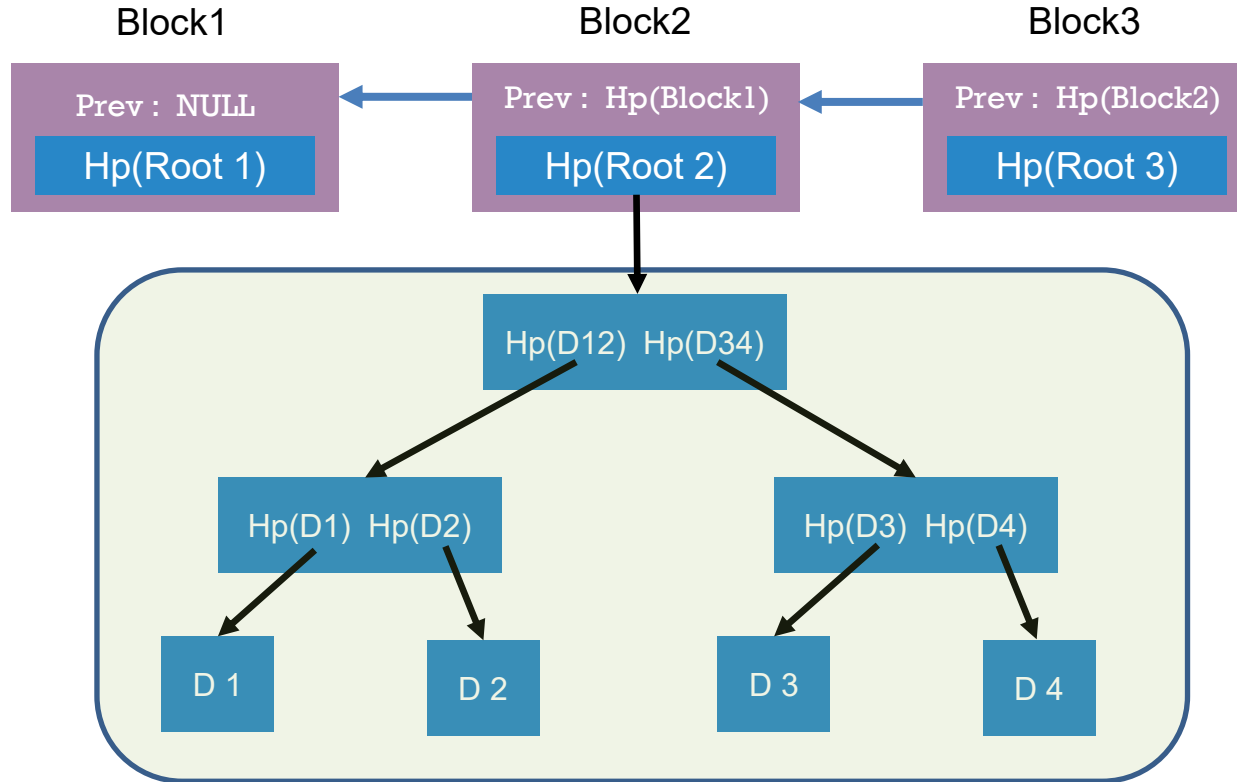 Block1 Block2 Block3
Prev : NULL Prev : Hp(Block1) Prev : Hp(Block2)
Hp(Root 1) Hp(Root 2) Hp(Root 3)
Hp(D12) Hp(D34)
Hp(D1) Hp(D2) Hp(D3) Hp(D4)
D 1 D 2 D 3 D 4